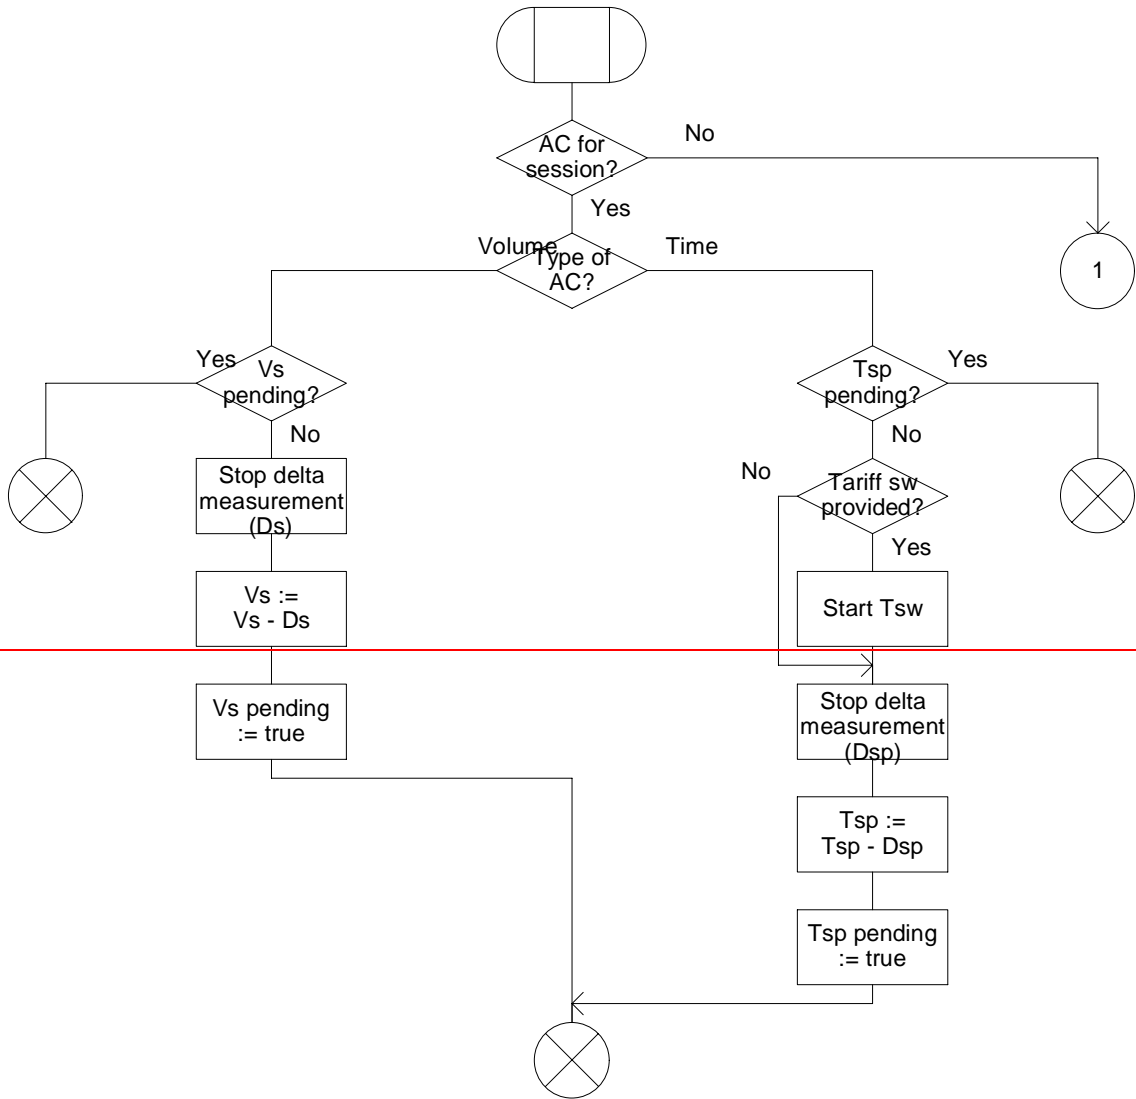 AC for
session?
No
Yes
Volume
Type of
AC?
Time
1
Yes
Vs
pending?
No
Tsp
pending?
Yes
No
Stop delta
measurement
(Ds)
No
Tariff sw
provided?
Yes
Vs :=
Vs - Ds
Start Tsw
Vs pending
:= true
Stop delta
measurement
(Dsp)
Tsp :=
Tsp - Dsp
Tsp pending
:= true